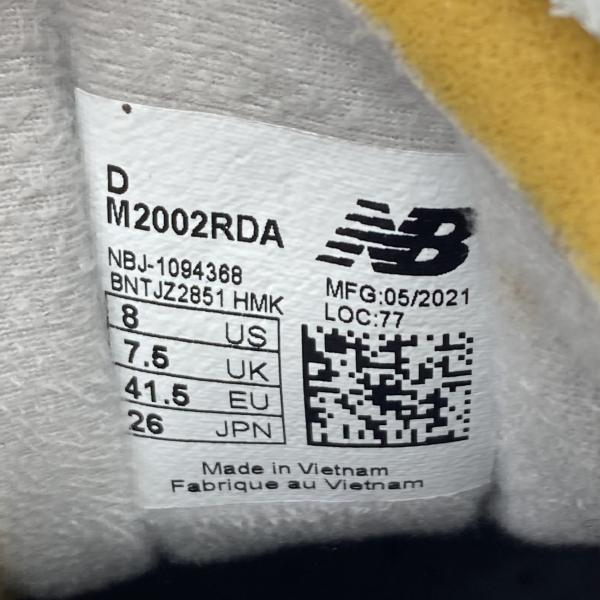 D
M2002RDA
NB
NBJ-1094368
BNTJZ2851 HMK
MFG:05/2021
LOC:77
8 US
7.5 UK
41.5 EU
26 JPN
Made in Vietnam
Fabrique au Vietnam